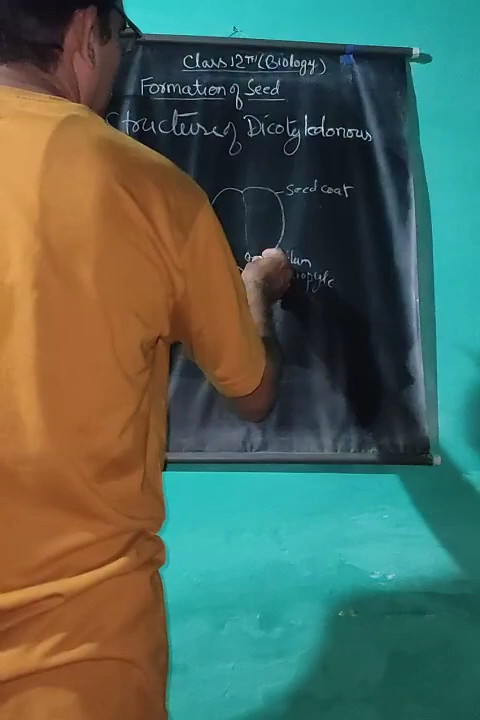 Class 12TH (Biology)
Formation of Seed
Structure of Dicotyledonous
Seed coat